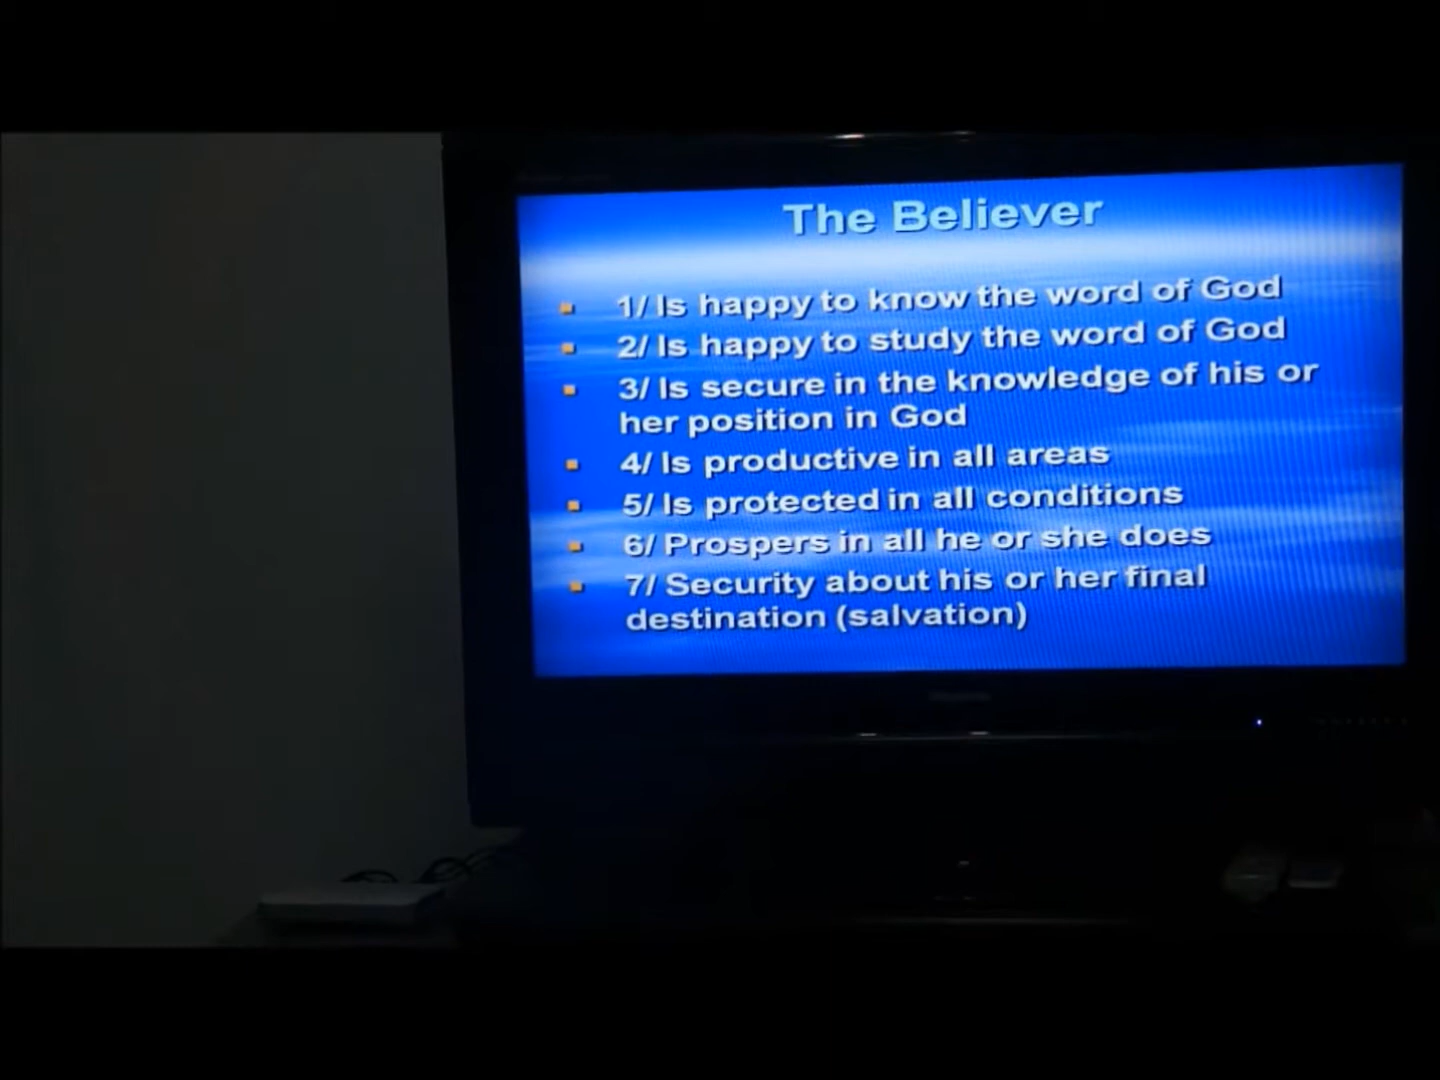 The Believer
1/ Is happy to know the word of God
2/ Is happy to study the word of God
3/ Is secure in the knowledge of his or
her position in God
4/ Is productive in all areas
5/ Is protected in all conditions
6/ Prospers in all he or she does
7/ Security about his or her final
destination (salvation)